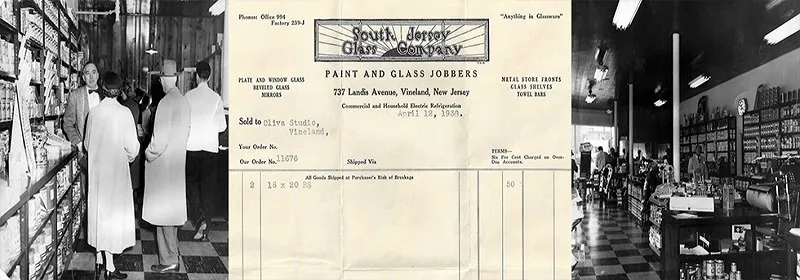 Phones: Office 994
Factory 239-J
"Anything in Glassware"
South Jersey
Glass Company
PAINT AND GLASS JOBBERS
PLATE AND WINDOW GLASS
BEVELED GLASS
MIRRORS
737 Landis Avenue, Vineland, New Jersey
METAL STORE FRONTS
GLASS SHELVES
TOWEL BARS
Commercial and Household Electric Refrigeration
April 12, 1938.
Sold to Oliva Studio,
Vineland,
Your Order No.
Our Order No. 11676
Shipped Via
TERMS—
Six Per Cent Charged on Over-
Due Accounts.
All Goods Shipped at Purchaser's Risk of Breakage
2 16 x 20 DS 50